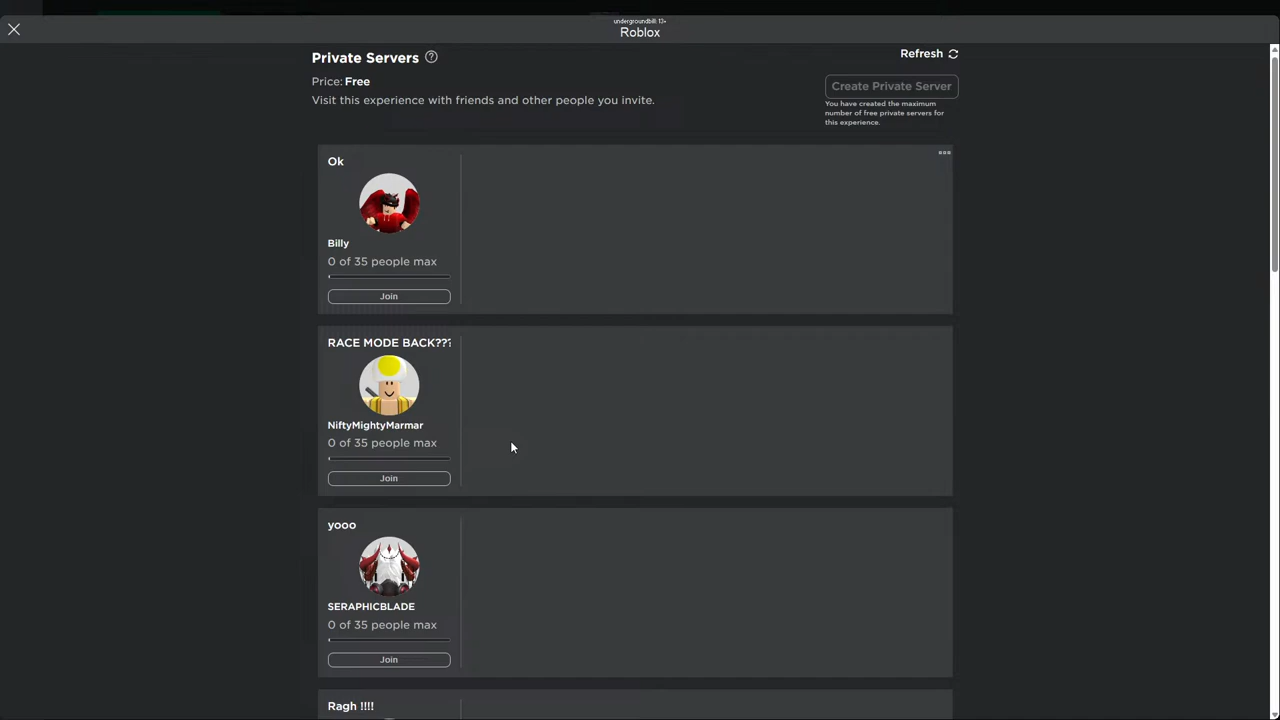 undergroundbill: 13+
Roblox
Private Servers
Refresh
Price: Free
Create Private Server
Visit this experience with friends and other people you invite.
You have created the maximum
number of free private servers for
this experience.
Ok
Billy
0 of 35 people max
Join
RACE MODE BACK???
NiftyMightyMarmar
0 of 35 people max
Join
yooo
SERAPHICBLADE
0 of 35 people max
Join
Ragh !!!!